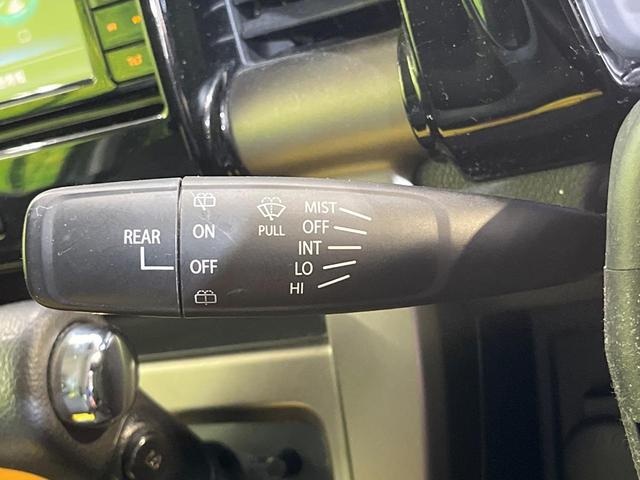 REAR
ON
OFF
PULL
MIST
OFF
INT
LO
HI